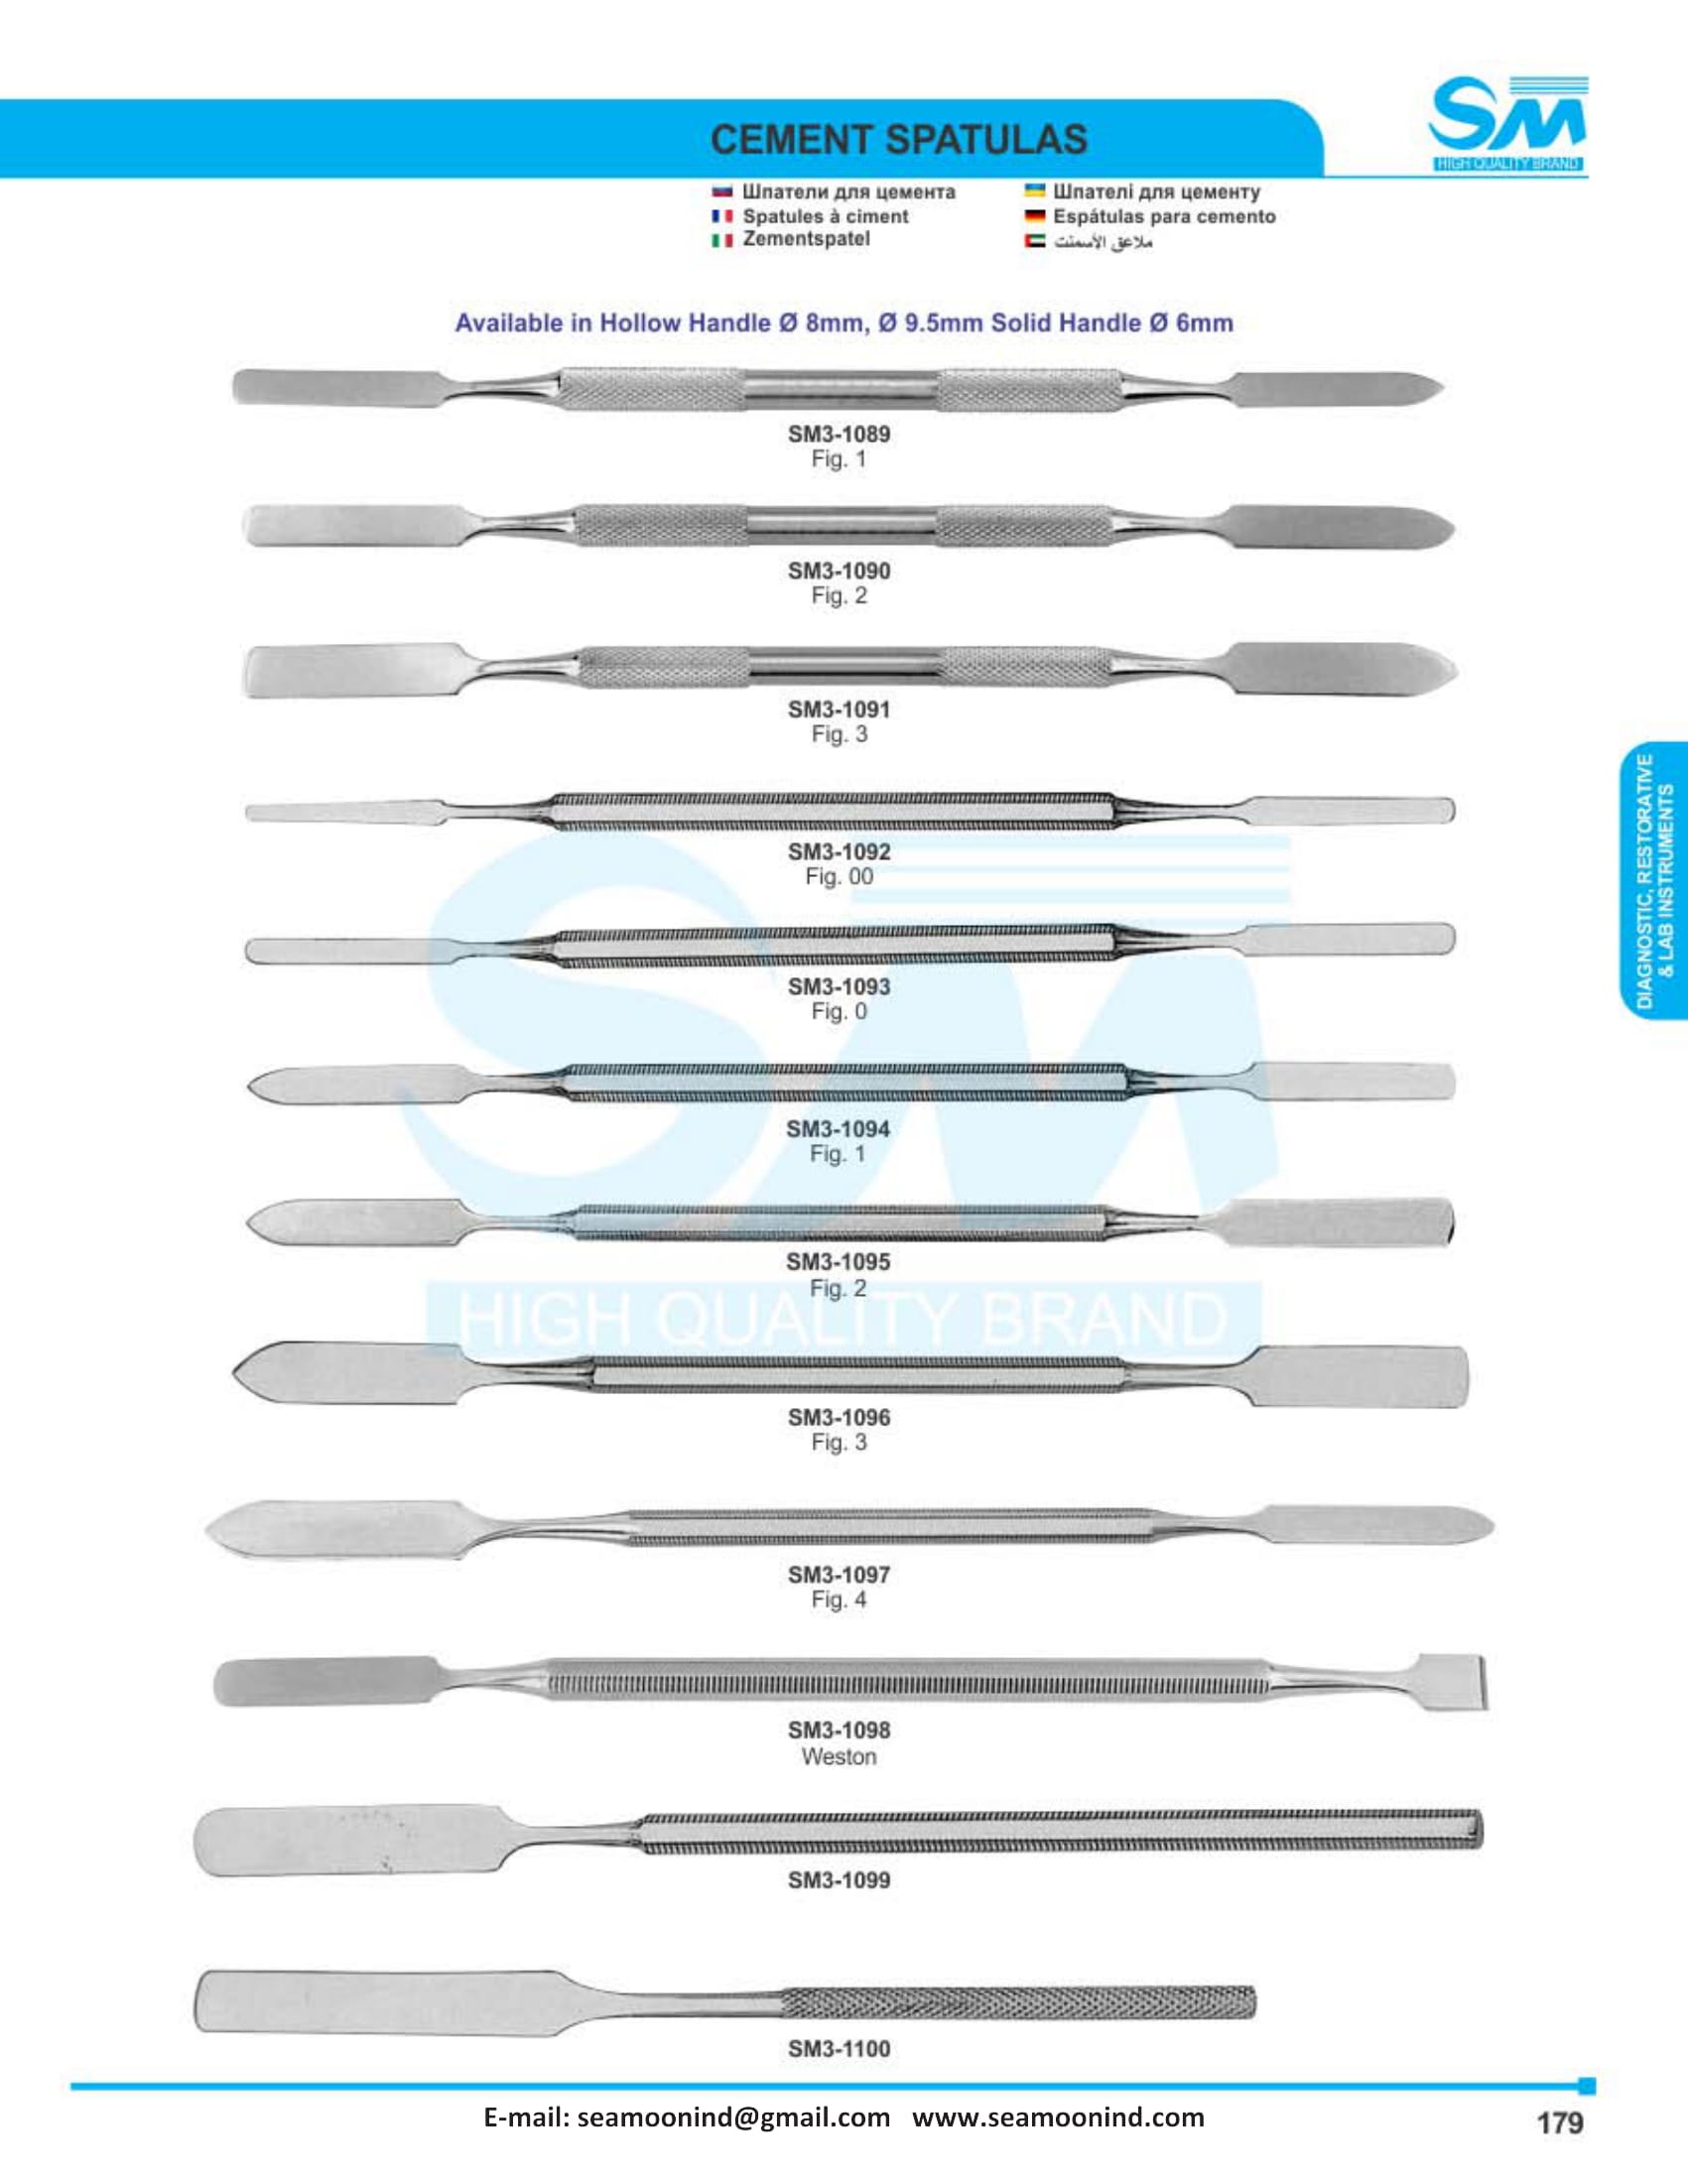 SM
HIGH QUALITY BRAND
CEMENT SPATULAS
Шпатели для цемента
Шпателі для цементу
Spatules à ciment
Espátulas para cemento
Zementspatel
ملاعق الأسمنت
Available in Hollow Handle Ø 8mm, Ø 9.5mm Solid Handle Ø 6mm
SM3-1089
Fig. 1
SM3-1090
Fig. 2
SM3-1091
Fig. 3
SM3-1092
Fig. 00
SM3-1093
Fig. 0
SM3-1094
Fig. 1
SM3-1095
Fig. 2
SM3-1096
Fig. 3
SM3-1097
Fig. 4
SM3-1098
Weston
SM3-1099
SM3-1100
DIAGNOSTIC, RESTORATIVE
& LAB INSTRUMENTS
SM
HIGH QUALITY BRAND
E-mail: seamoonind@gmail.com www.seamoonind.com
179